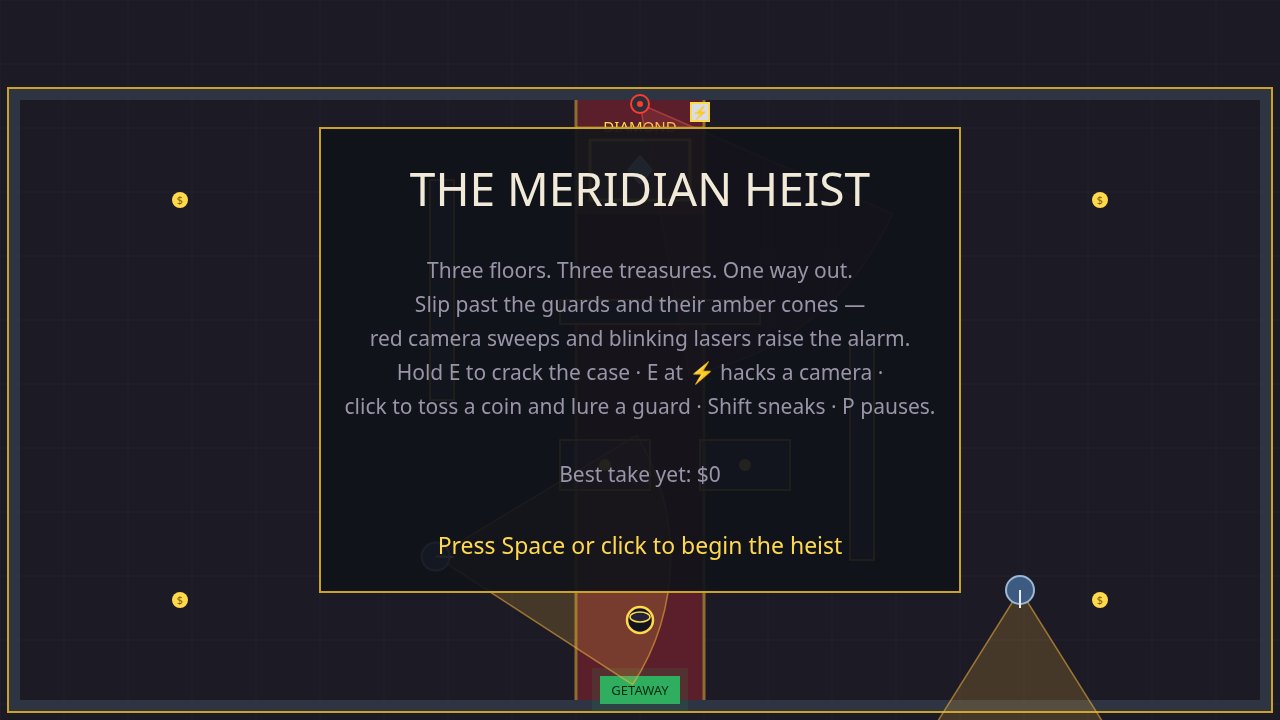 DIAMOND
⚡
THE MERIDIAN HEIST
$
$
Three floors. Three treasures. One way out.
Slip past the guards and their amber cones —
red camera sweeps and blinking lasers raise the alarm.
Hold E to crack the case · E at ⚡ hacks a camera ·
click to toss a coin and lure a guard · Shift sneaks · P pauses.
Best take yet: $0
Press Space or click to begin the heist
$
$
GETAWAY